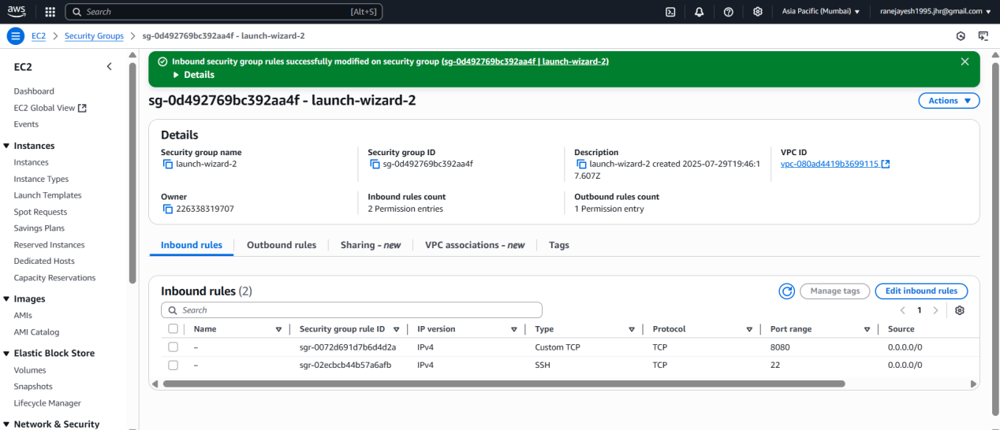 aws Search [Alt+S] Asia Pacific (Mumbai) ranejayesh1995.jhr@gmail.com
EC2 Security Groups sg-0d492769bc392aa4f - launch-wizard-2
EC2
Dashboard
EC2 Global View
Events
Instances
Instances
Instance Types
Launch Templates
Spot Requests
Savings Plans
Reserved Instances
Dedicated Hosts
Capacity Reservations
Images
AMIs
AMI Catalog
Elastic Block Store
Volumes
Snapshots
Lifecycle Manager
Network & Security
Inbound security group rules successfully modified on security group (sg-0d492769bc392aa4f | launch-wizard-2)
Details
sg-0d492769bc392aa4f - launch-wizard-2
Actions
Details
Security group name
launch-wizard-2
Security group ID
sg-0d492769bc392aa4f
Description
launch-wizard-2 created 2025-07-29T19:46:1
7.607Z
VPC ID
vpc-080ad4419b3699115
Owner
226338319707
Inbound rules count
2 Permission entries
Outbound rules count
1 Permission entry
Inbound rules Outbound rules Sharing - new VPC associations - new Tags
Inbound rules (2) Manage tags Edit inbound rules
Search 1
Name Security group rule ID IP version Type Protocol Port range Source
– sgr-0072d691d7b6d4d2a IPv4 Custom TCP TCP 8080 0.0.0.0/0
– sgr-02ecbcb44b57a6afb IPv4 SSH TCP 22 0.0.0.0/0